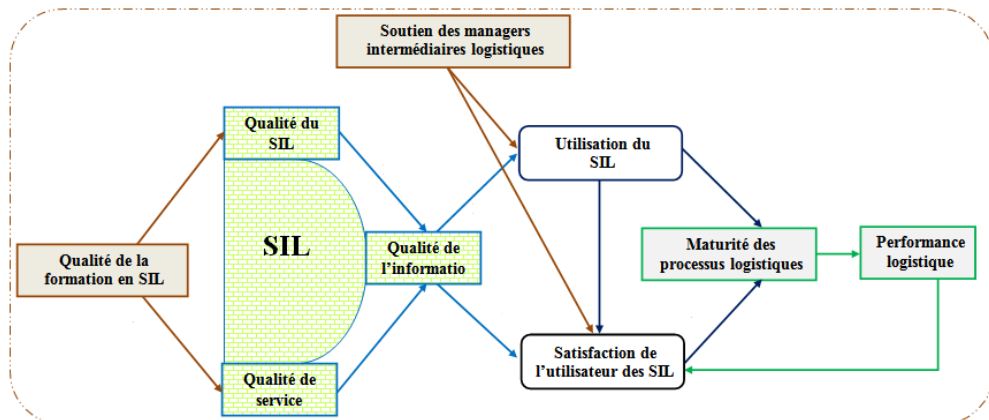 Soutien des managers
intermédiaires logistiques
Qualité du
SIL
Utilisation du
SIL
SIL
Qualité de la
formation en SIL
Qualité de
l’informatio
Maturité des
processus logistiques
Performance
logistique
Qualité de
service
Satisfaction de
l’utilisateur des SIL